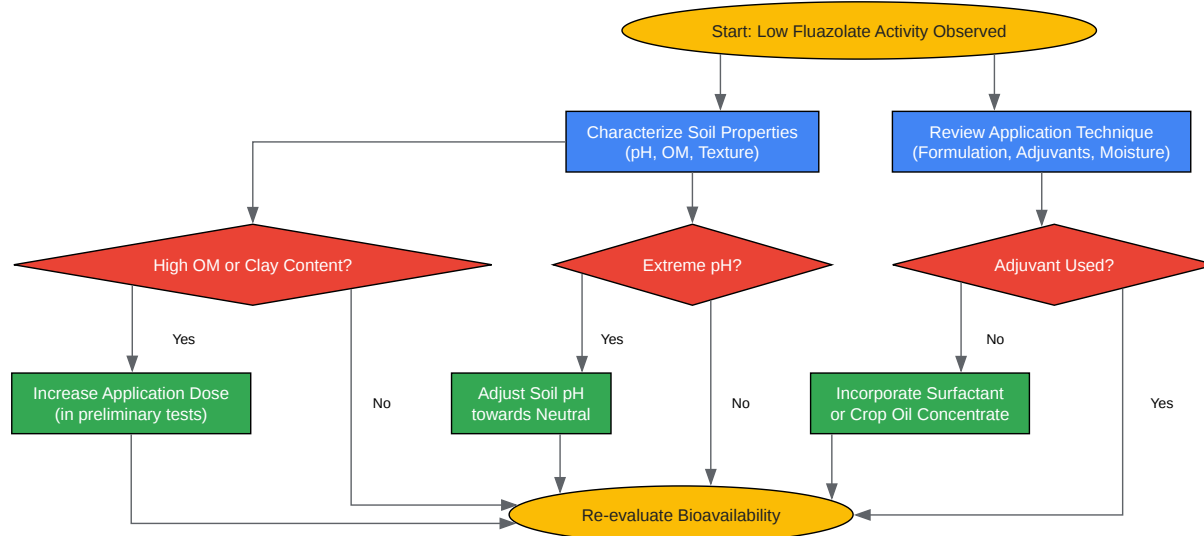 Start: Low Fluazolate Activity Observed
Characterize Soil Properties
(pH, OM, Texture)
Review Application Technique
(Formulation, Adjuvants, Moisture)
High OM or Clay Content?
Extreme pH?
Adjuvant Used?
Yes
Yes
No
Increase Application Dose
(in preliminary tests)
No
Adjust Soil pH
towards Neutral
No
Incorporate Surfactant
or Crop Oil Concentrate
Yes
Re-evaluate Bioavailability